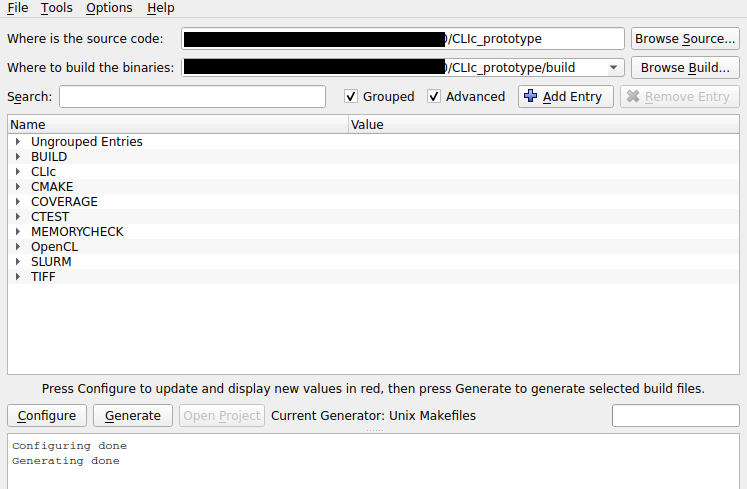 File Tools Options Help
Where is the source code: /CLIc_prototype Browse Source...
Where to build the binaries: /CLIc_prototype/build Browse Build...
Search: Grouped Advanced Add Entry Remove Entry
Name Value
Ungrouped Entries
BUILD
CLIc
CMAKE
COVERAGE
CTEST
MEMORYCHECK
OpenCL
SLURM
TIFF
Press Configure to update and display new values in red, then press Generate to generate selected build files.
Configure Generate Open Project Current Generator: Unix Makefiles
Configuring done
Generating done